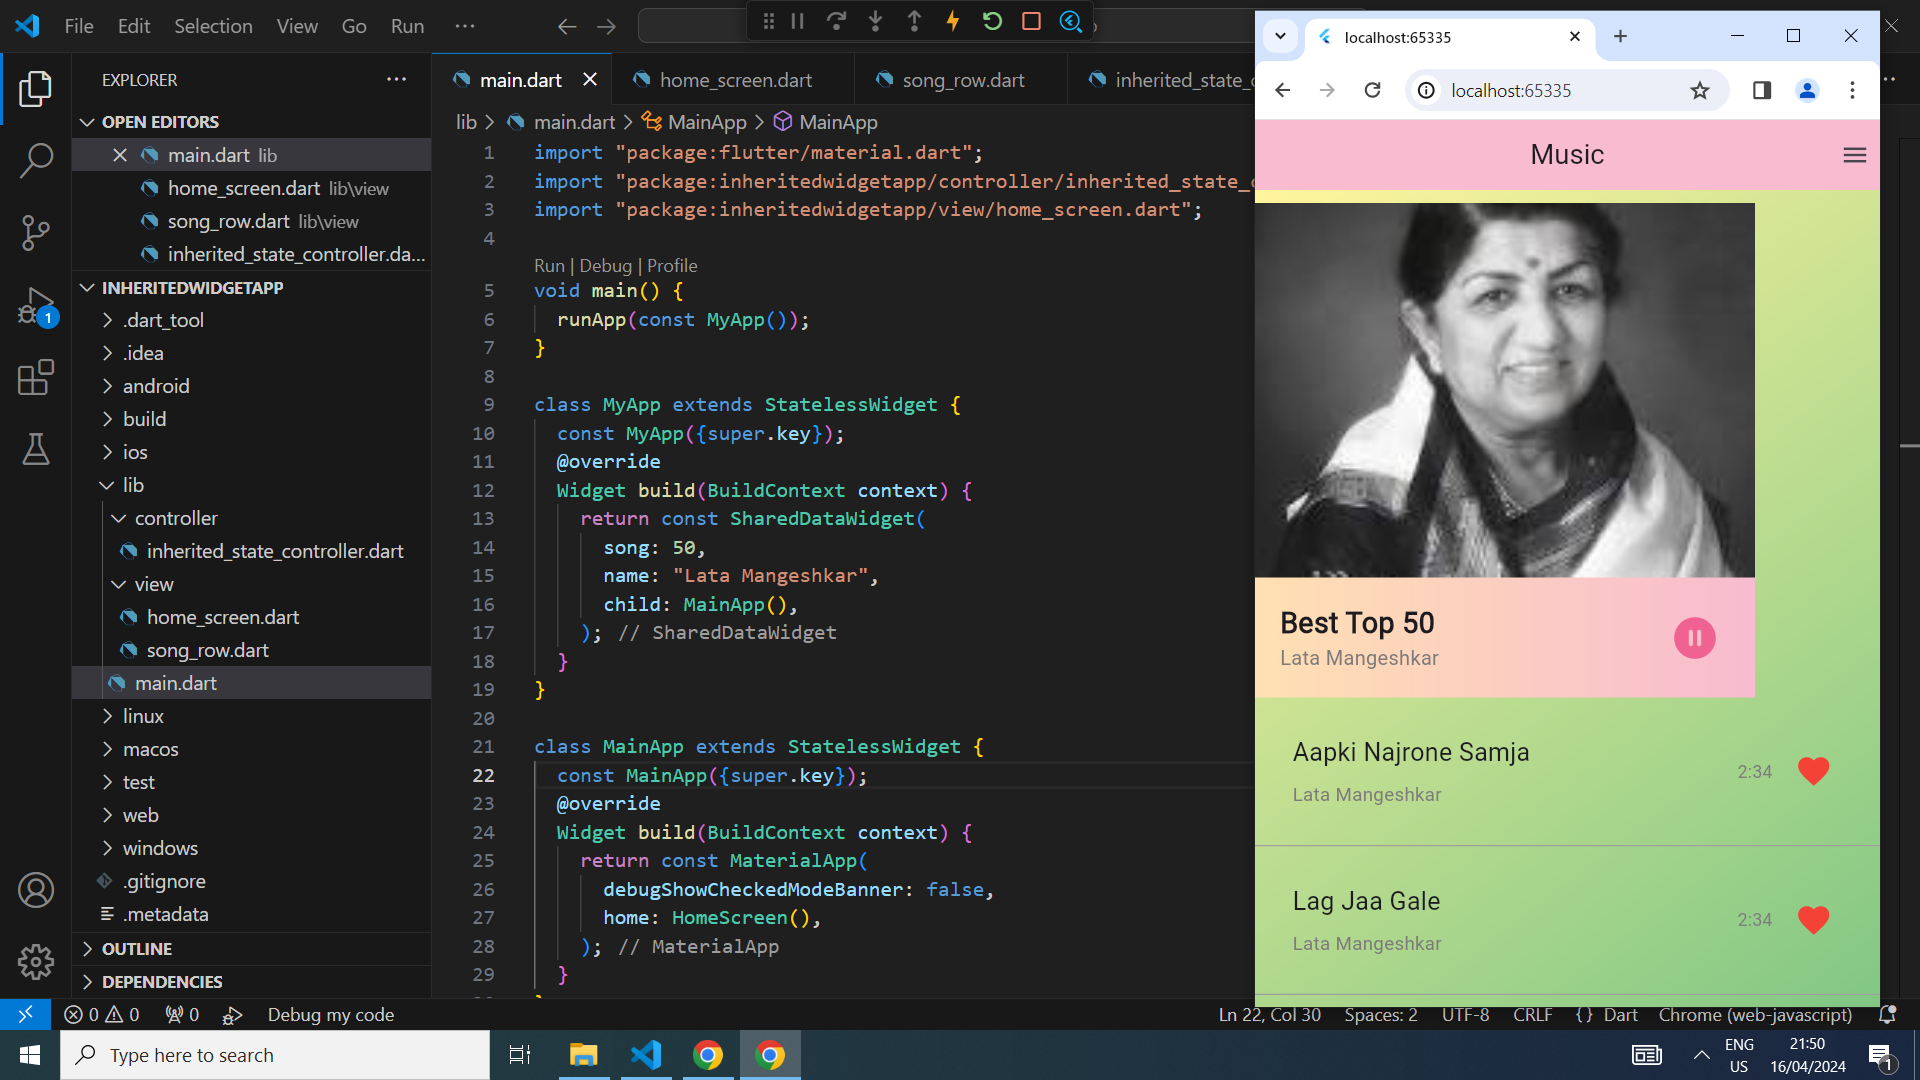 File Edit Selection View Go Run ···
EXPLORER ···
OPEN EDITORS
main.dart lib
home_screen.dart lib\view
song_row.dart lib\view
inherited_state_controller.da...
INHERITEDWIDGETAPP
.dart_tool
.idea
android
build
ios
lib
controller
inherited_state_controller.dart
view
home_screen.dart
song_row.dart
main.dart
linux
macos
test
web
windows
.gitignore
.metadata
OUTLINE
DEPENDENCIES
main.dart home_screen.dart song_row.dart inherited_state_c
lib > main.dart > MainApp > MainApp
1 import "package:flutter/material.dart";
2 import "package:inheritedwidgetapp/controller/inherited_state_c
3 import "package:inheritedwidgetapp/view/home_screen.dart";
4
Run | Debug | Profile
5 void main() {
6 runApp(const MyApp());
7 }
8
9 class MyApp extends StatelessWidget {
10 const MyApp({super.key});
11 @override
12 Widget build(BuildContext context) {
13 return const SharedDataWidget(
14 song: 50,
15 name: "Lata Mangeshkar",
16 child: MainApp(),
17 ); // SharedDataWidget
18 }
19 }
20
21 class MainApp extends StatelessWidget {
22 const MainApp({super.key});
23 @override
24 Widget build(BuildContext context) {
25 return const MaterialApp(
26 debugShowCheckedModeBanner: false,
27 home: HomeScreen(),
28 ); // MaterialApp
29 }
localhost:65335
localhost:65335
Music
Best Top 50
Lata Mangeshkar
Aapki Najrone Samja
2:34
Lata Mangeshkar
Lag Jaa Gale
2:34
Lata Mangeshkar
1
0 0 0 Debug my code
Ln 22, Col 30 Spaces: 2 UTF-8 CRLF {} Dart Chrome (web-javascript)
Type here to search
ENG
US
21:50
16/04/2024
1